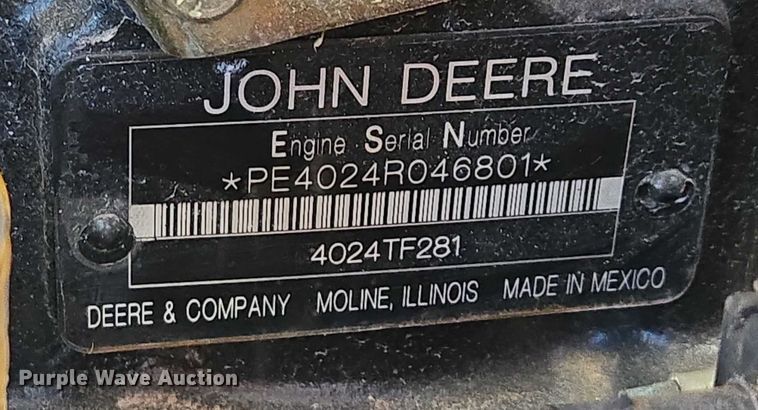 JOHN DEERE
Engine Serial Number
*PE4024R046801*
4024TF281
DEERE & COMPANY MOLINE, ILLINOIS MADE IN MEXICO
Purple Wave Auction